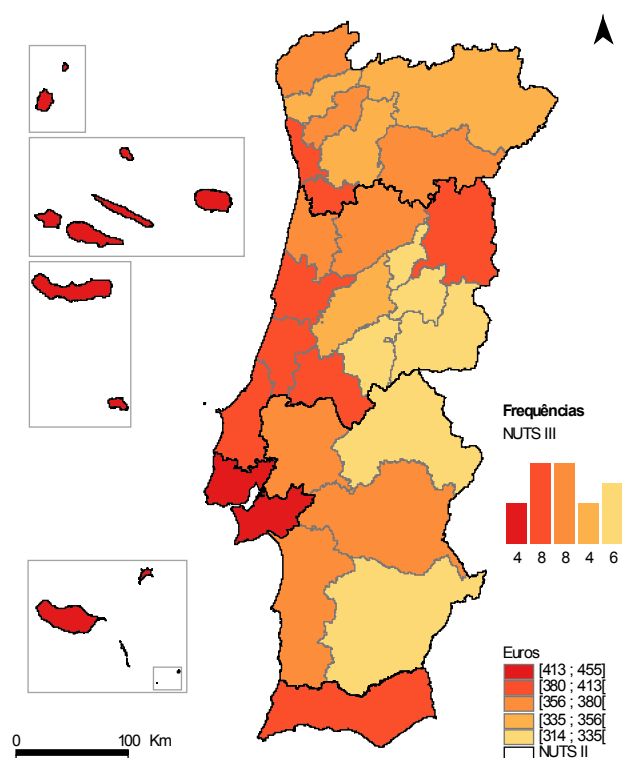 Frequências
NUTS III
4 8 8 4 6
Euros
[413 ; 455]
[380 ; 413[
[356 ; 380[
[335 ; 356[
[314 ; 335[
NUTS II
0 100 Km